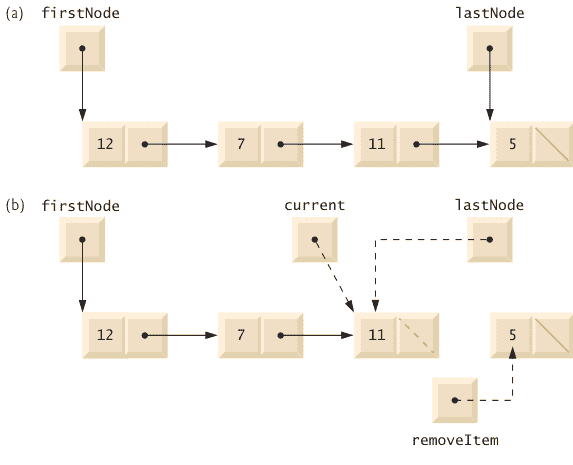 (a) firstNode lastNode
12 7 11 5
(b) firstNode current lastNode
12 7 11 5
removeItem